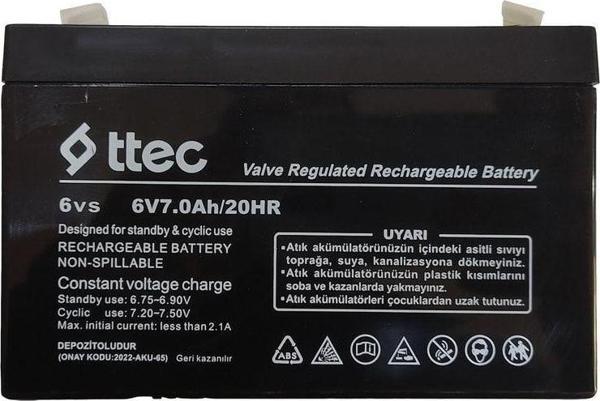 ttec
Valve Regulated Rechargeable Battery
6vs 6V7.0Ah/20HR
Designed for standby & cyclic use
RECHARGEABLE BATTERY
NON-SPILLABLE
Constant voltage charge
Standby use: 6.75~6.90V
Cyclic use: 7.20~7.50V
Max. initial current: less than 2.1A
DEPOZİTOLUDUR
(ONAY KODU:2022-AKU-65) Geri kazanılır
UYARI
•Atık akümülatörünüzün içindeki asitli sıvıyı
toprağa, suya, kanalizasyona dökmeyiniz.
•Atık akümülatörünüzün plastik kısımlarını
soba ve kazanlarda yakmayınız.
•Atık akümülatörleri çocuklardan uzak tutunuz.
ABS
Pb